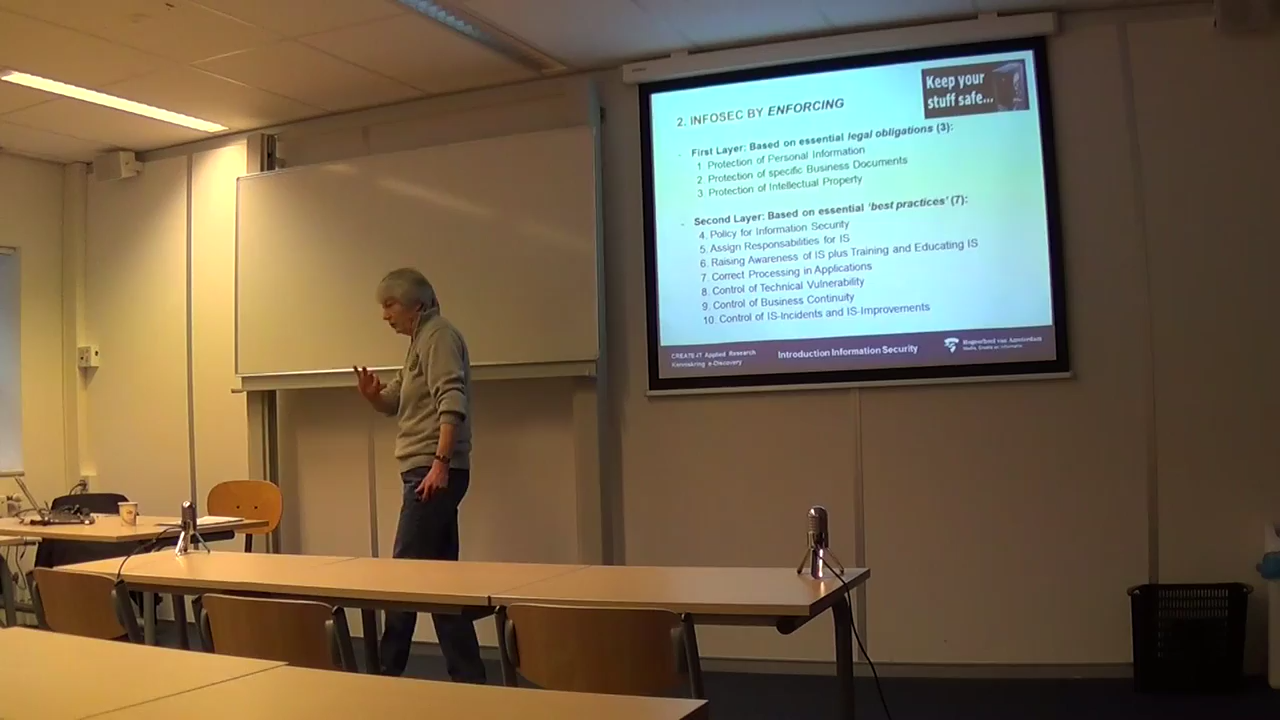 Keep your
stuff safe...
2. INFOSEC BY ENFORCING
- First Layer: Based on essential legal obligations (3):
1 Protection of Personal Information
2 Protection of specific Business Documents
3 Protection of Intellectual Property
- Second Layer: Based on essential 'best practices' (7):
4. Policy for Information Security
5. Assign Responsabilities for IS
6. Raising Awareness of IS plus Training and Educating IS
7. Correct Processing in Applications
8. Control of Technical Vulnerability
9. Control of Business Continuity
10. Control of IS-Incidents and IS-Improvements
CREATE-IT Applied Research
Kenniskring e-Discovery
Introduction Information Security
Hogeschool van Amsterdam